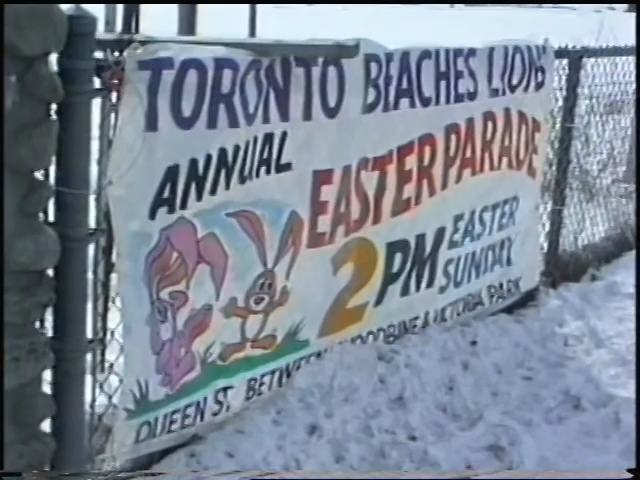 TORONTO BEACHES LIONS
ANNUAL
EASTER PARADE
2PM EASTER SUNDAY
QUEEN ST. BETWEEN WOODBINE & VICTORIA PARK